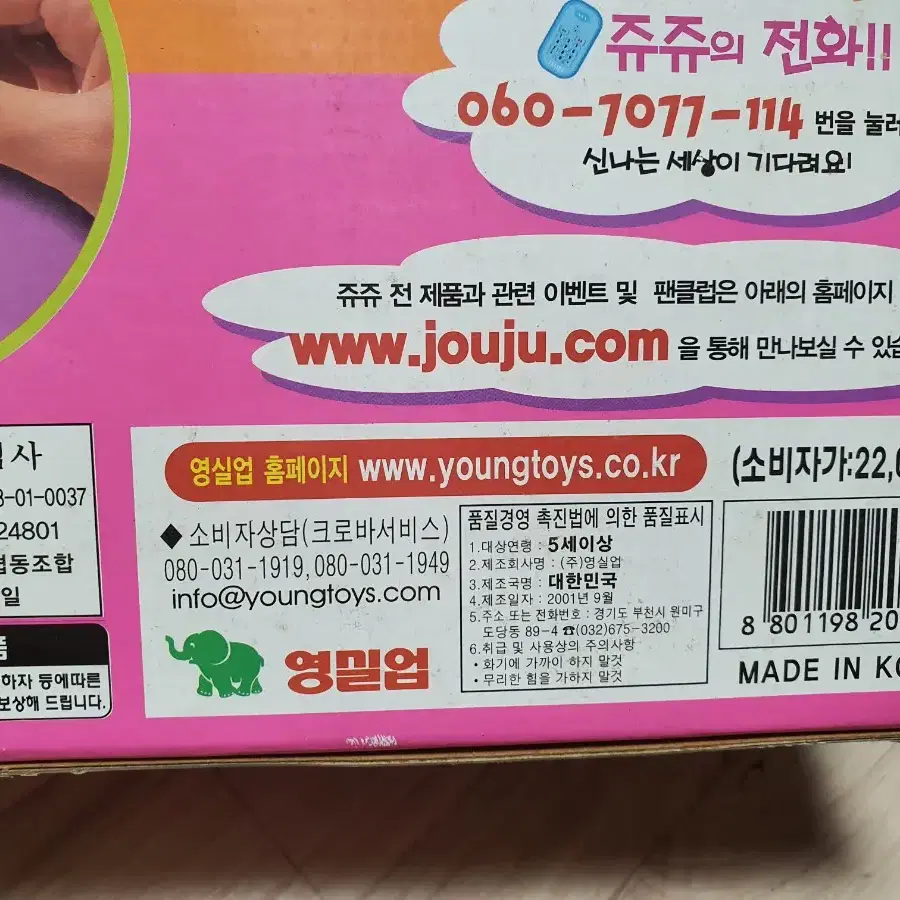 쥬쥬의 전화!!
060-7077-114 번을 눌러
신나는 세상이 기다려요!
쥬쥬 전 제품과 관련 이벤트 및 팬클럽은 아래의 홈페이지
www.jouju.com 을 통해 만나보실 수 있습
사
-01-0037
24801
협동조합
일
영실업 홈페이지 www.youngtoys.co.kr
◆ 소비자상담(크로바서비스)
080-031-1919, 080-031-1949
info@youngtoys.com
영실업
품질경영 촉진법에 의한 품질표시
1.대상연령 : 5세이상
2.제조회사명 : (주)영실업
3.제조국명 : 대한민국
4.제조일자 : 2001년 9월
5.주소 또는 전화번호 : 경기도 부천시 원미구
도당동 89-4 ☎(032)675-3200
6.취급 및 사용상의 주의사항
• 화기에 가까이 하지 말것
• 무리한 힘을 가하지 말것
(소비자가:22,
8 801198 20
MADE IN KO
품
하자 등에따른
보상해 드립니다.